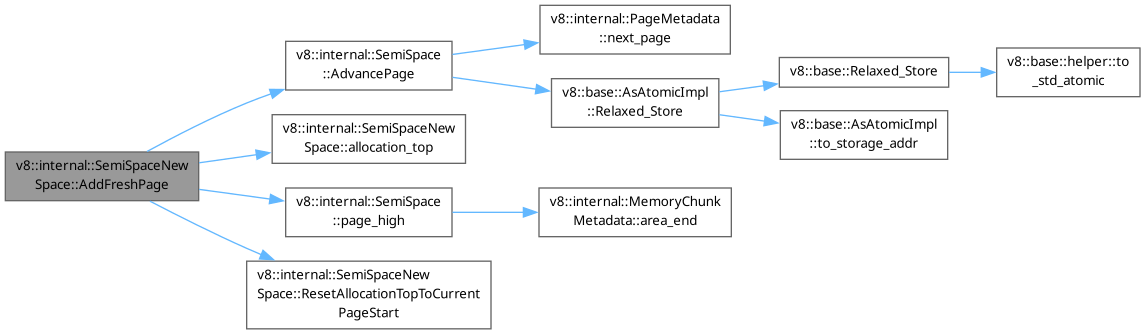 v8::internal::SemiSpaceNew
Space::AddFreshPage
v8::internal::SemiSpace
::AdvancePage
v8::internal::PageMetadata
::next_page
v8::base::AsAtomicImpl
::Relaxed_Store
v8::base::Relaxed_Store
v8::base::helper::to
_std_atomic
v8::base::AsAtomicImpl
::to_storage_addr
v8::internal::SemiSpaceNew
Space::allocation_top
v8::internal::SemiSpace
::page_high
v8::internal::MemoryChunk
Metadata::area_end
v8::internal::SemiSpaceNew
Space::ResetAllocationTopToCurrent
PageStart